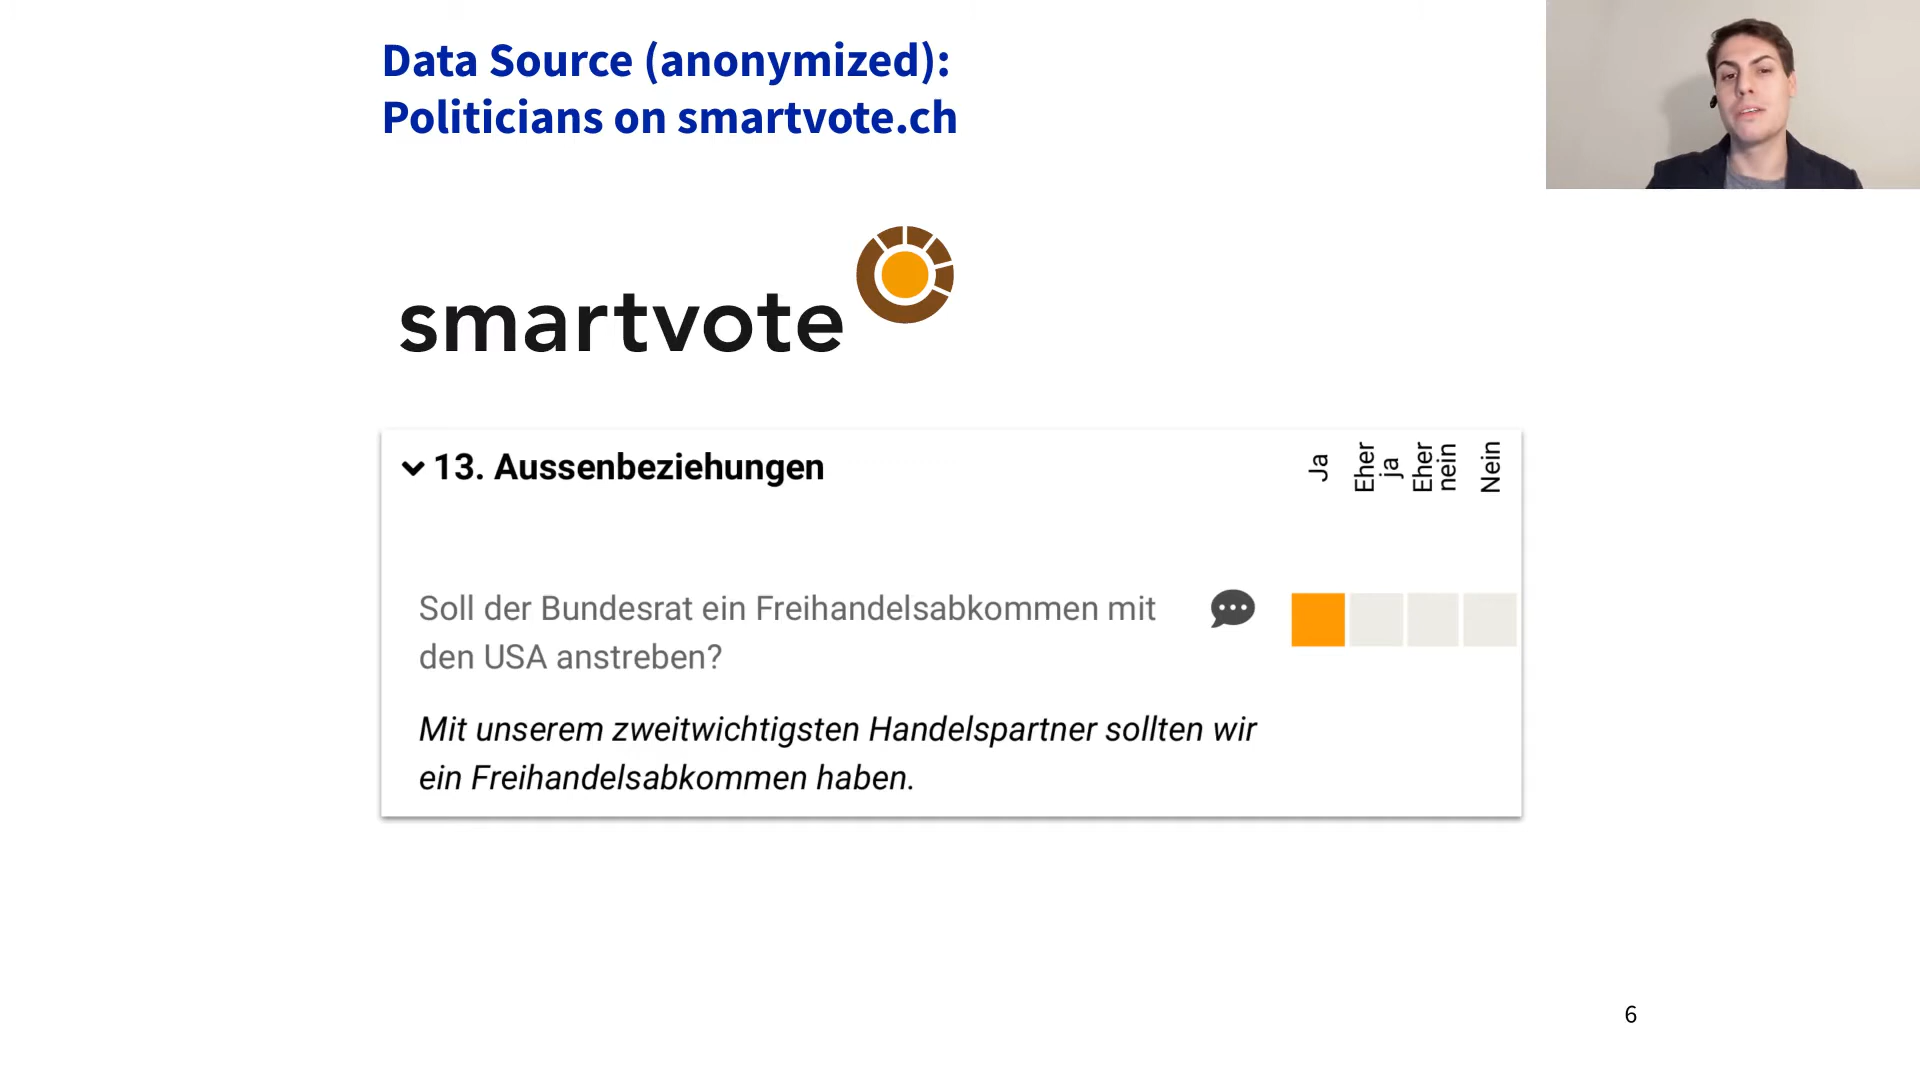 Data Source (anonymized):
Politicians on smartvote.ch
smartvote
13. Aussenbeziehungen
Ja
Eher
ja
Eher
nein
Nein
Soll der Bundesrat ein Freihandelsabkommen mit
den USA anstreben?
Mit unserem zweitwichtigsten Handelspartner sollten wir
ein Freihandelsabkommen haben.
6